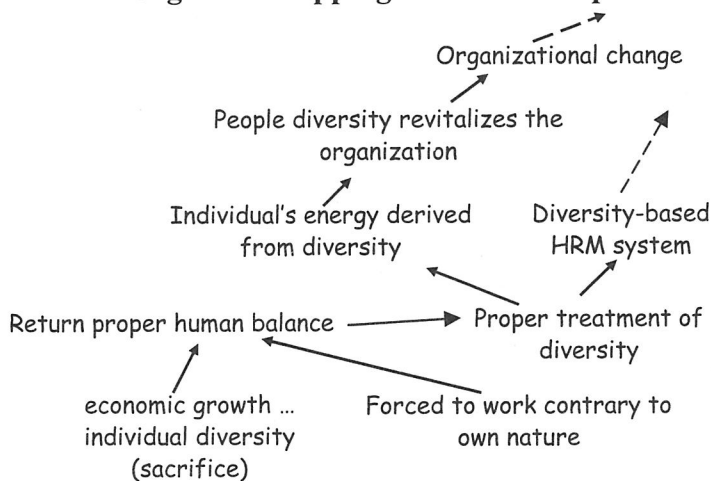 Organizational change
People diversity revitalizes the
organization
Individual's energy derived
from diversity
Diversity-based
HRM system
Return proper human balance
Proper treatment of
diversity
economic growth ...
individual diversity
(sacrifice)
Forced to work contrary to
own nature